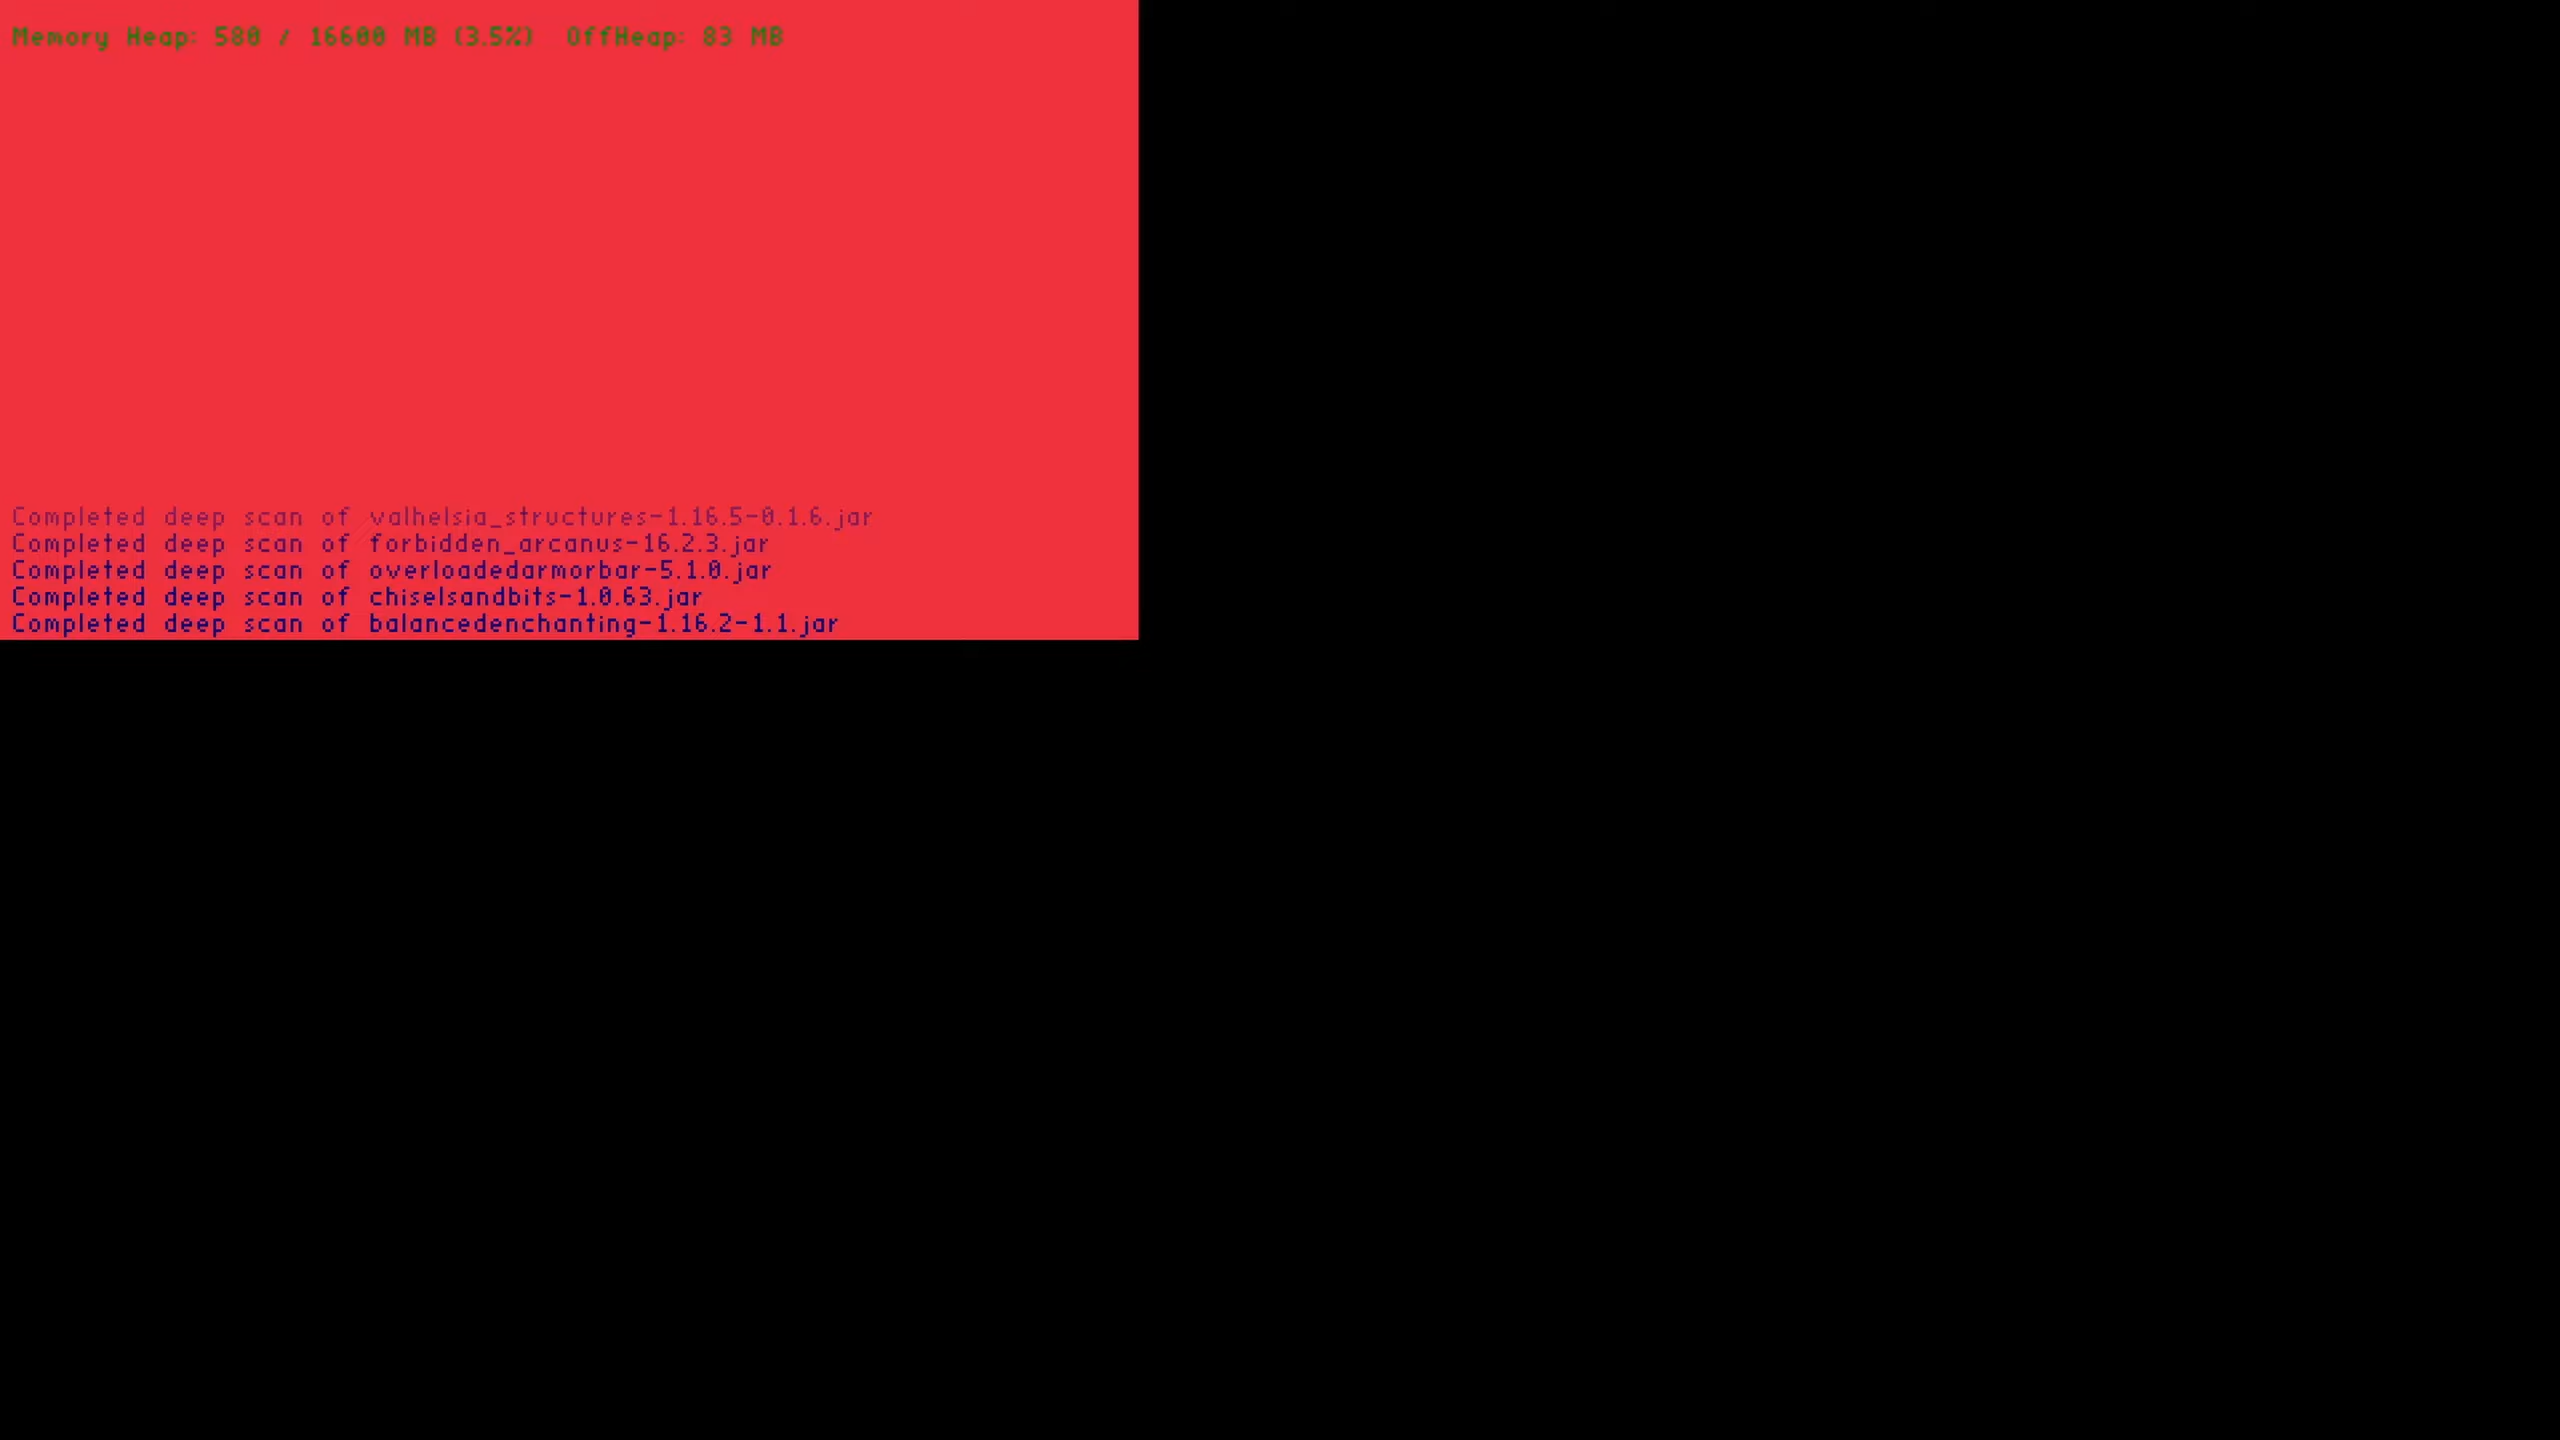 Memory Heap: 580 / 16600 MB (3.5%)  OffHeap: 83 MB
Completed deep scan of valhelsia_structures-1.16.5-0.1.6.jar
Completed deep scan of forbidden_arcanus-16.2.3.jar
Completed deep scan of overloadedarmorbar-5.1.0.jar
Completed deep scan of chiselsandbits-1.0.63.jar
Completed deep scan of balancedenchanting-1.16.2-1.1.jar